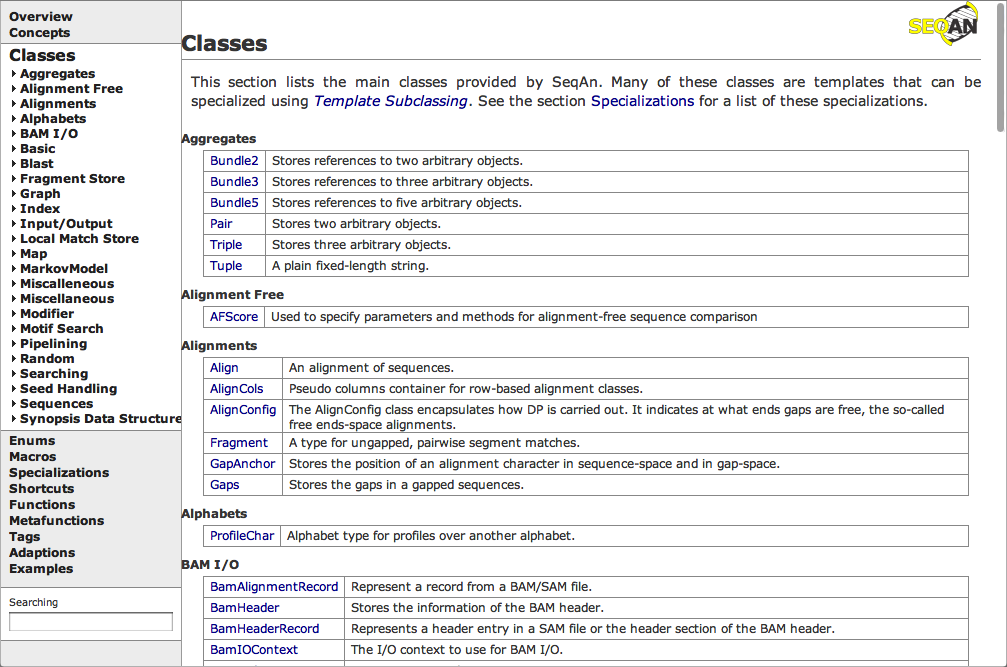 Overview
Concepts
Classes
Aggregates
Alignment Free
Alignments
Alphabets
BAM I/O
Basic
Blast
Fragment Store
Graph
Index
Input/Output
Local Match Store
Map
MarkovModel
Miscalleneous
Miscellaneous
Modifier
Motif Search
Pipelining
Random
Searching
Seed Handling
Sequences
Synopsis Data Structure
Enums
Macros
Specializations
Shortcuts
Functions
Metafunctions
Tags
Adaptions
Examples
Searching
SEQAN
Classes
This section lists the main classes provided by SeqAn. Many of these classes are templates that can be
specialized using Template Subclassing. See the section Specializations for a list of these specializations.
Aggregates
Bundle2 Stores references to two arbitrary objects.
Bundle3 Stores references to three arbitrary objects.
Bundle5 Stores references to five arbitrary objects.
Pair Stores two arbitrary objects.
Triple Stores three arbitrary objects.
Tuple A plain fixed-length string.
Alignment Free
AFScore Used to specify parameters and methods for alignment-free sequence comparison
Alignments
Align An alignment of sequences.
AlignCols Pseudo columns container for row-based alignment classes.
AlignConfig The AlignConfig class encapsulates how DP is carried out. It indicates at what ends gaps are free, the so-called
free ends-space alignments.
Fragment A type for ungapped, pairwise segment matches.
GapAnchor Stores the position of an alignment character in sequence-space and in gap-space.
Gaps Stores the gaps in a gapped sequences.
Alphabets
ProfileChar Alphabet type for profiles over another alphabet.
BAM I/O
BamAlignmentRecord Represent a record from a BAM/SAM file.
BamHeader Stores the information of the BAM header.
BamHeaderRecord Represents a header entry in a SAM file or the header section of the BAM header.
BamIOContext The I/O context to use for BAM I/O.